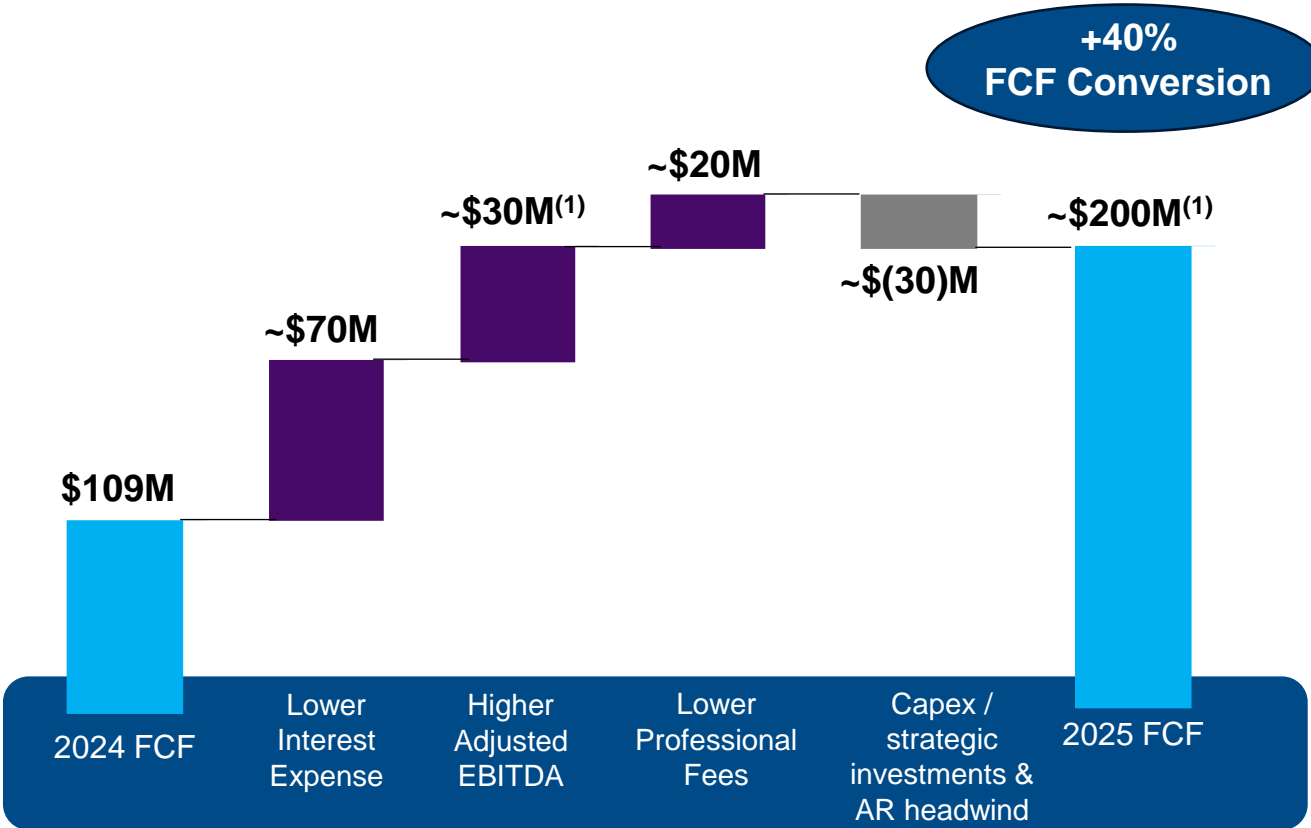 +40%
FCF Conversion
$109M
~$70M
~$30M(1)
~$20M
~$(30)M
~$200M(1)
2024 FCF
Lower
Interest
Expense
Higher
Adjusted
EBITDA
Lower
Professional
Fees
Capex /
strategic
investments &
AR headwind
2025 FCF